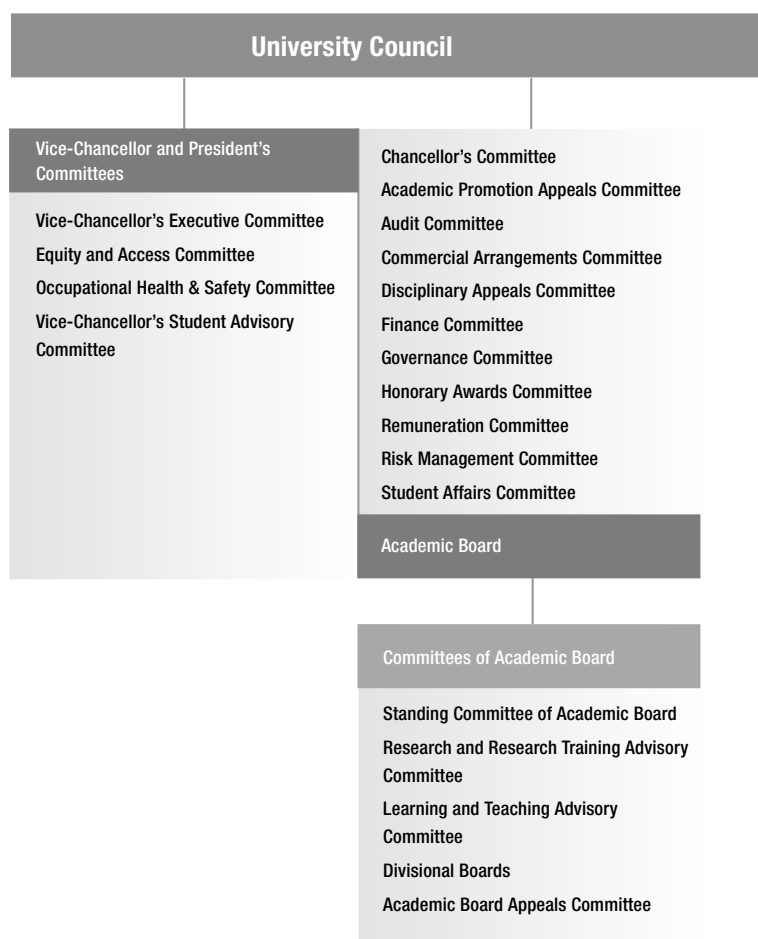 University Council
Vice-Chancellor and President’s
Committees
Vice-Chancellor’s Executive Committee
Equity and Access Committee
Occupational Health & Safety Committee
Vice-Chancellor’s Student Advisory
Committee
Chancellor’s Committee
Academic Promotion Appeals Committee
Audit Committee
Commercial Arrangements Committee
Disciplinary Appeals Committee
Finance Committee
Governance Committee
Honorary Awards Committee
Remuneration Committee
Risk Management Committee
Student Affairs Committee
Academic Board
Committees of Academic Board
Standing Committee of Academic Board
Research and Research Training Advisory
Committee
Learning and Teaching Advisory
Committee
Divisional Boards
Academic Board Appeals Committee